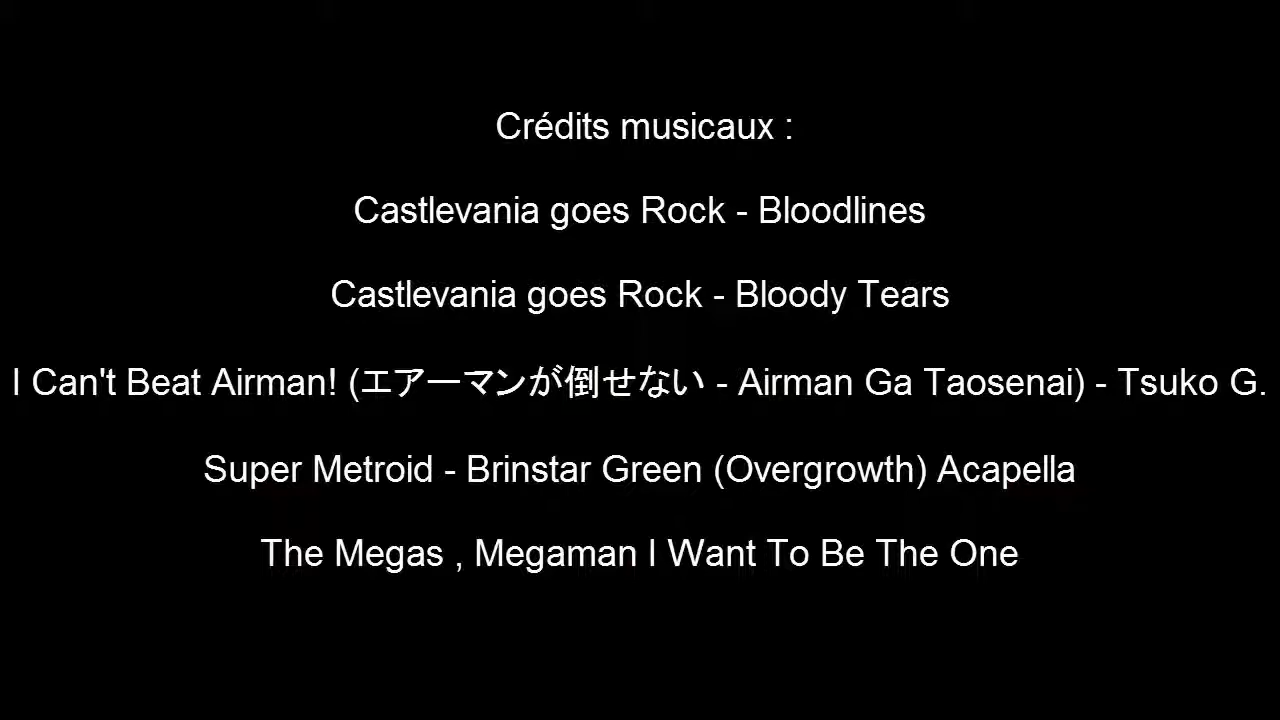 Crédits musicaux :
Castlevania goes Rock - Bloodlines
Castlevania goes Rock - Bloody Tears
I Can't Beat Airman! (エアーマンが倒せない - Airman Ga Taosenai) - Tsuko G.
Super Metroid - Brinstar Green (Overgrowth) Acapella
The Megas , Megaman I Want To Be The One